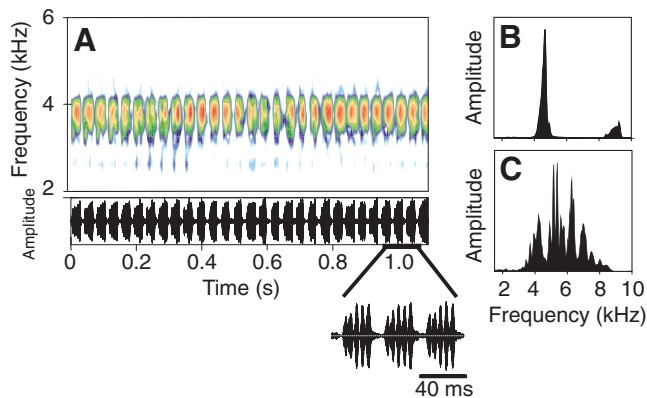 A
6
4
2
Frequency (kHz)
Amplitude
0 0.2 0.4 0.6 0.8 1.0
Time (s)
40 ms
B
Amplitude
C
Amplitude
2 4 6 8 10
Frequency (kHz)